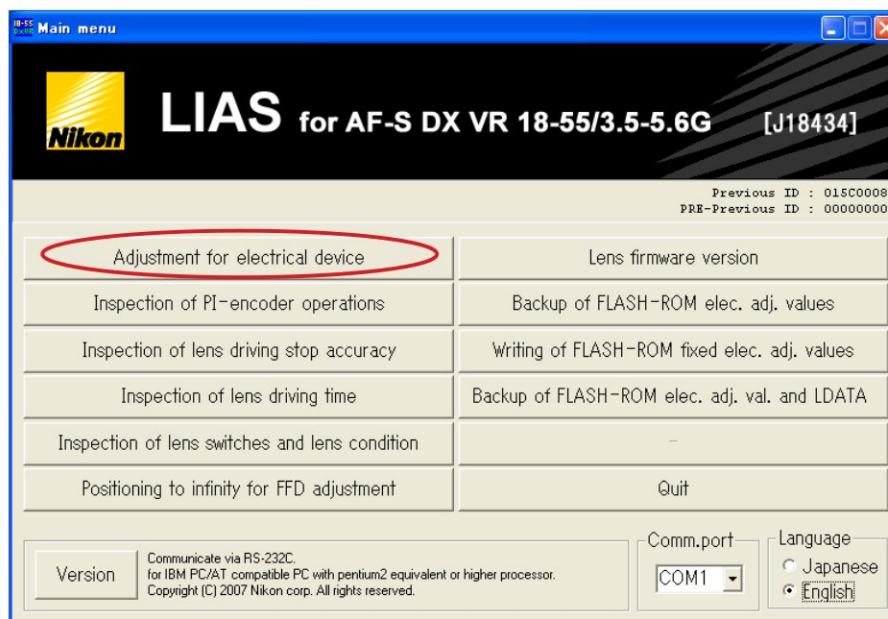 18-55
DXVR
Main menu
Nikon
LIAS for AF-S DX VR 18-55/3.5-5.6G [J18434]
Previous ID : 015C0008
PRE-Previous ID : 00000000
Adjustment for electrical device
Lens firmware version
Inspection of PI-encoder operations
Backup of FLASH-ROM elec. adj. values
Inspection of lens driving stop accuracy
Writing of FLASH-ROM fixed elec. adj. values
Inspection of lens driving time
Backup of FLASH-ROM elec. adj. val. and LDATA
Inspection of lens switches and lens condition
-
Positioning to infinity for FFD adjustment
Quit
Version
Communicate via RS-232C.
for IBM PC/AT compatible PC with pentium2 equivalent or higher processor.
Copyright (C) 2007 Nikon corp. All rights reserved.
Comm.port
COM1
Language
Japanese
English